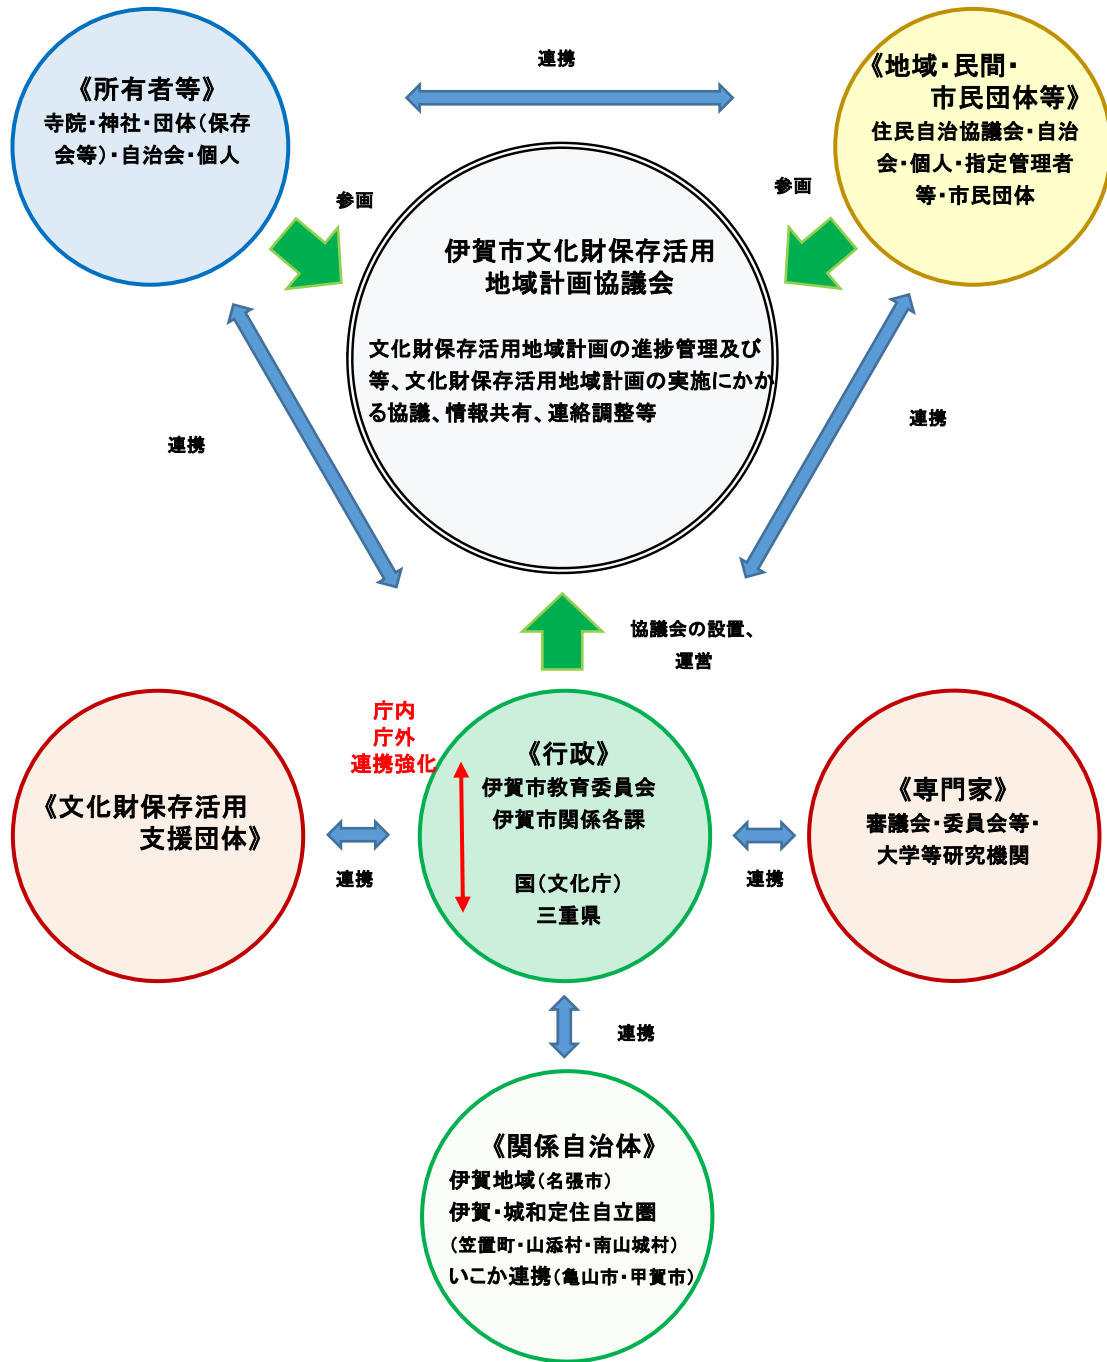 連携
《所有者等》
寺院・神社・団体（保存
会等）・自治会・個人
《地域・民間・
市民団体等》
住民自治協議会・自治
会・個人・指定管理者
等・市民団体
参画
参画
伊賀市文化財保存活用
地域計画協議会
文化財保存活用地域計画の進捗管理及び
等、文化財保存活用地域計画の実施にかか
る協議、情報共有、連絡調整等
連携
連携
協議会の設置、
運営
庁内
庁外
連携強化
《行政》
伊賀市教育委員会
伊賀市関係各課
国（文化庁）
三重県
《文化財保存活用
支援団体》
連携
《専門家》
審議会・委員会等・
大学等研究機関
連携
連携
《関係自治体》
伊賀地域（名張市）
伊賀・城和定住自立圏
（笠置町・山添村・南山城村）
いこか連携（亀山市・甲賀市）